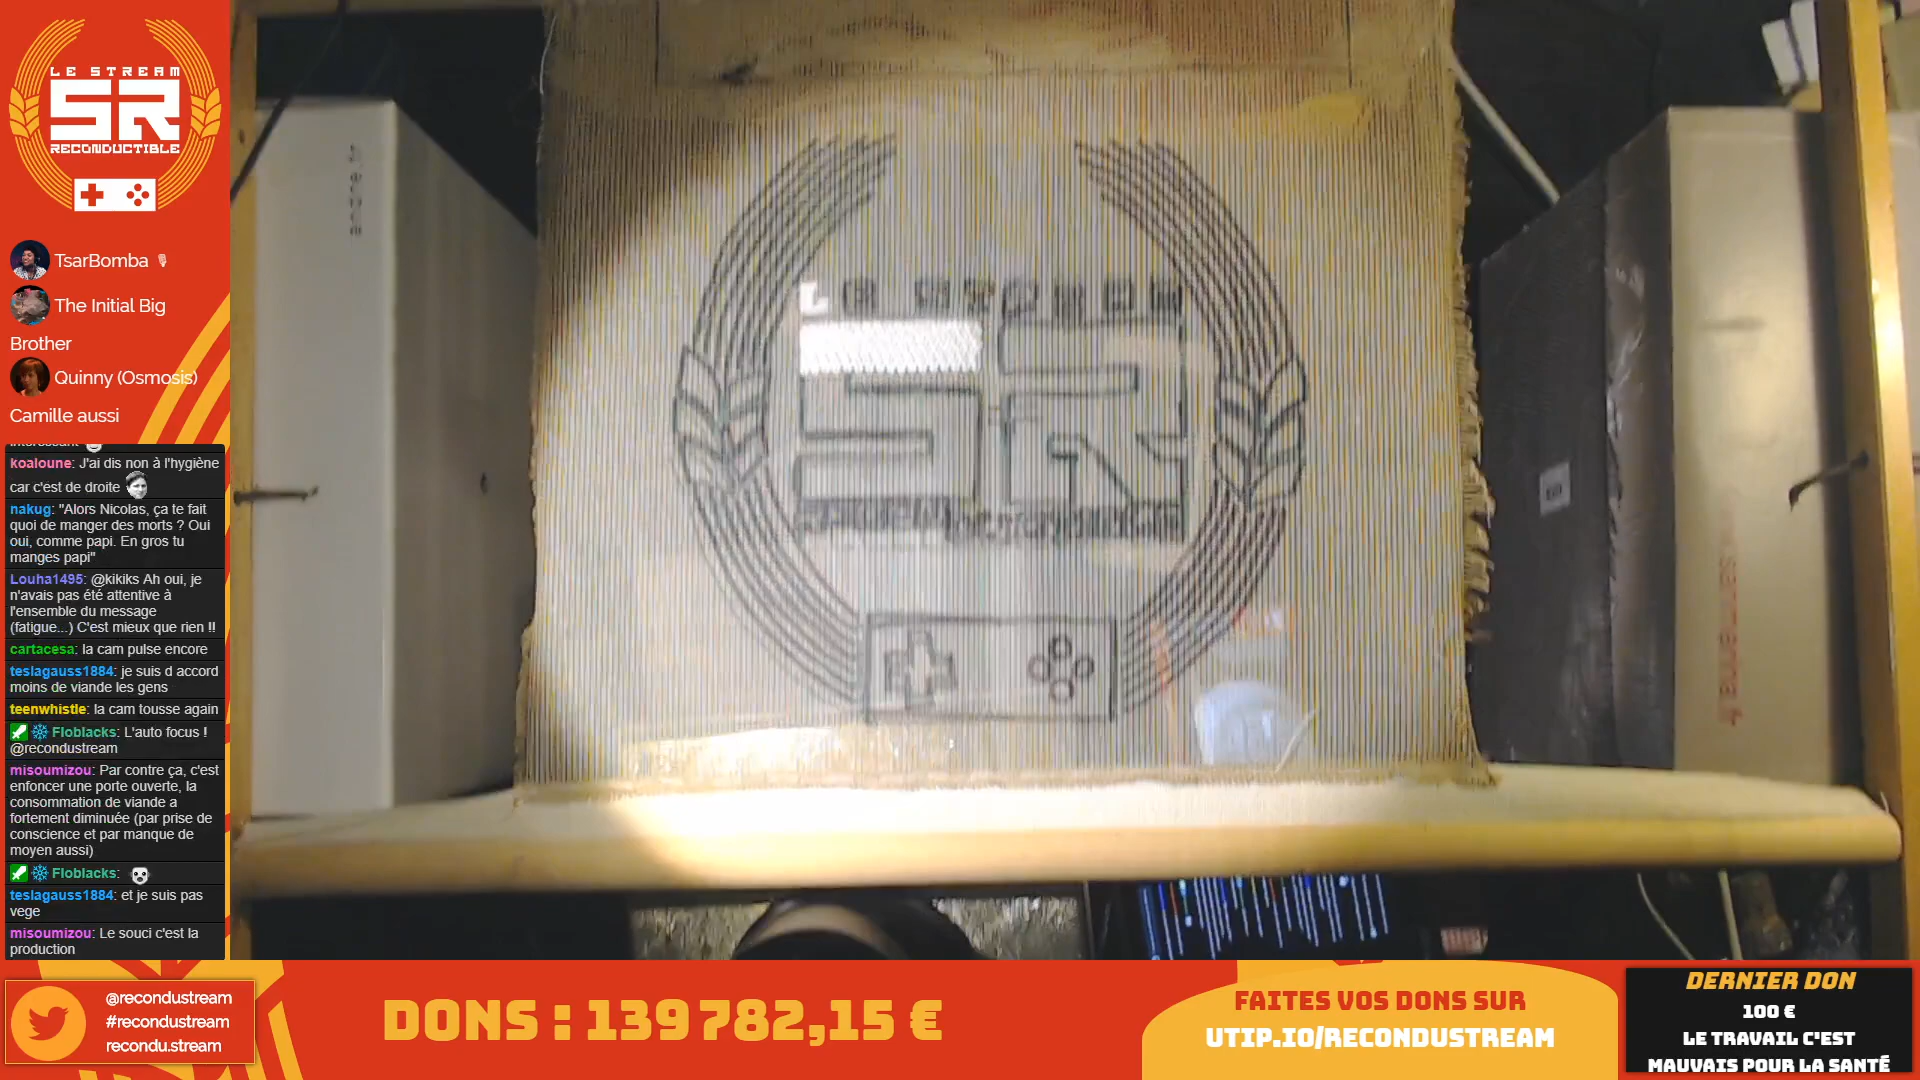 LE STREAM
SR
RECONDUCTIBLE
TsarBomba
The Initial Big
Brother
Quinny (Osmosis)
Camille aussi
koaloune: J'ai dis non à l'hygiène
car c'est de droite
nakug: "Alors Nicolas, ça te fait
quoi de manger des morts ? Oui
oui, comme papi. En gros tu
manges papi"
Louha1495: @kikiks Ah oui, je
n'avais pas été attentive à
l'ensemble du message
(fatigue...) C'est mieux que rien !!
cartacesa: la cam pulse encore
teslagauss1884: je suis d accord
moins de viande les gens
teenwhistle: la cam tousse again
Floblacks: L'auto focus !
@recondustream
misoumizou: Par contre ça, c'est
enfoncer une porte ouverte, la
consommation de viande a
fortement diminuée (par prise de
conscience et par manque de
moyen aussi)
Floblacks:
teslagauss1884: et je suis pas
vege
misoumizou: Le souci c'est la
production
Le STREAM
SR
@recondustream
#recondustream
recondu.stream
DONS : 139 782,15 €
FAITES VOS DONS SUR
UTIP.IO/RECONDUSTREAM
DERNIER DON
100 €
LE TRAVAIL C'EST
MAUVAIS POUR LA SANTÉ